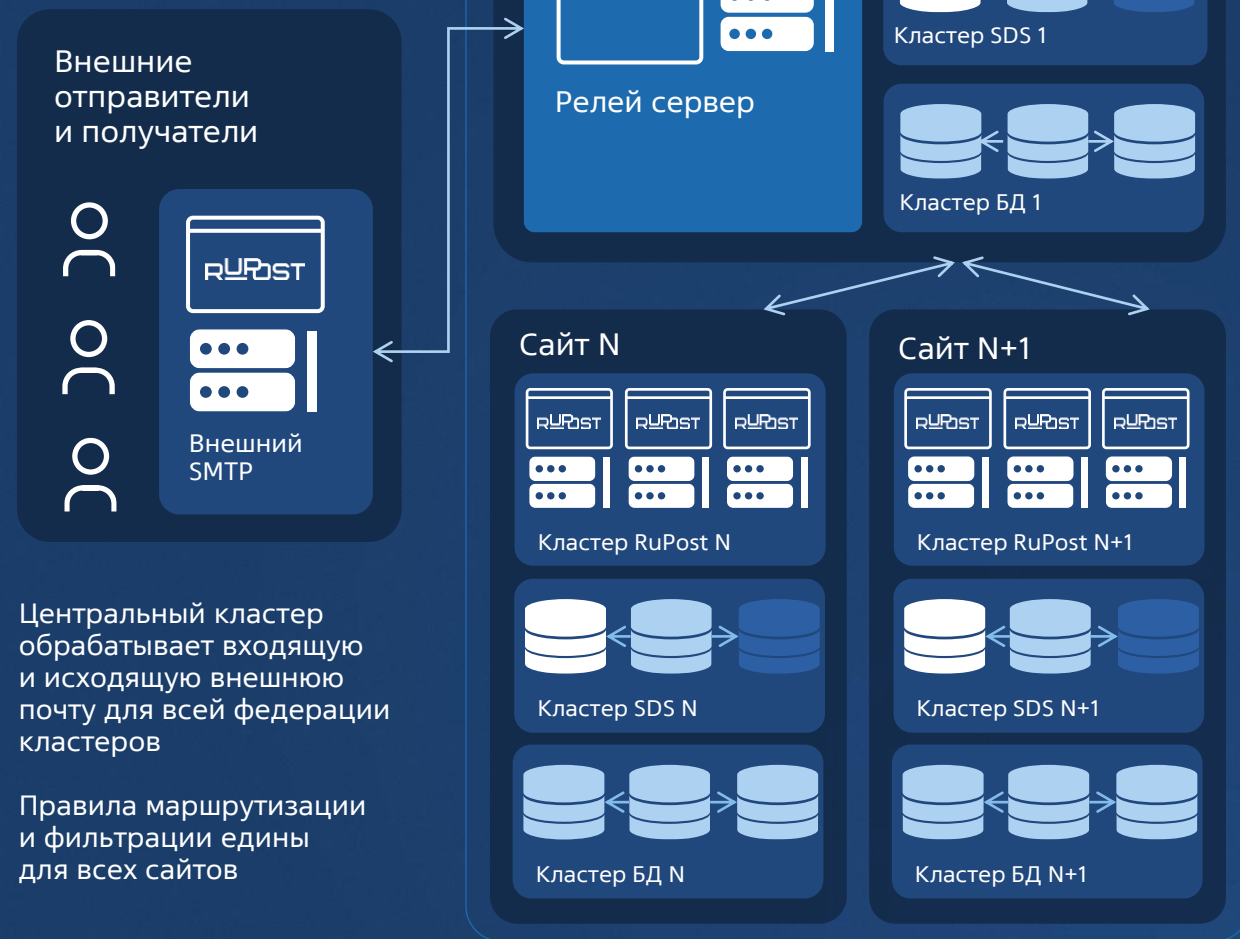 Внешние
отправители
и получатели
RUPOST
Внешний
SMTP
Релей сервер
Кластер SDS 1
Кластер БД 1
Сайт N
RUPOST RUPOST RUPOST
Кластер RuPost N
Кластер SDS N
Кластер БД N
Сайт N+1
RUPOST RUPOST RUPOST
Кластер RuPost N+1
Кластер SDS N+1
Кластер БД N+1
Центральный кластер
обрабатывает входящую
и исходящую внешнюю
почту для всей федерации
кластеров
Правила маршрутизации
и фильтрации едины
для всех сайтов